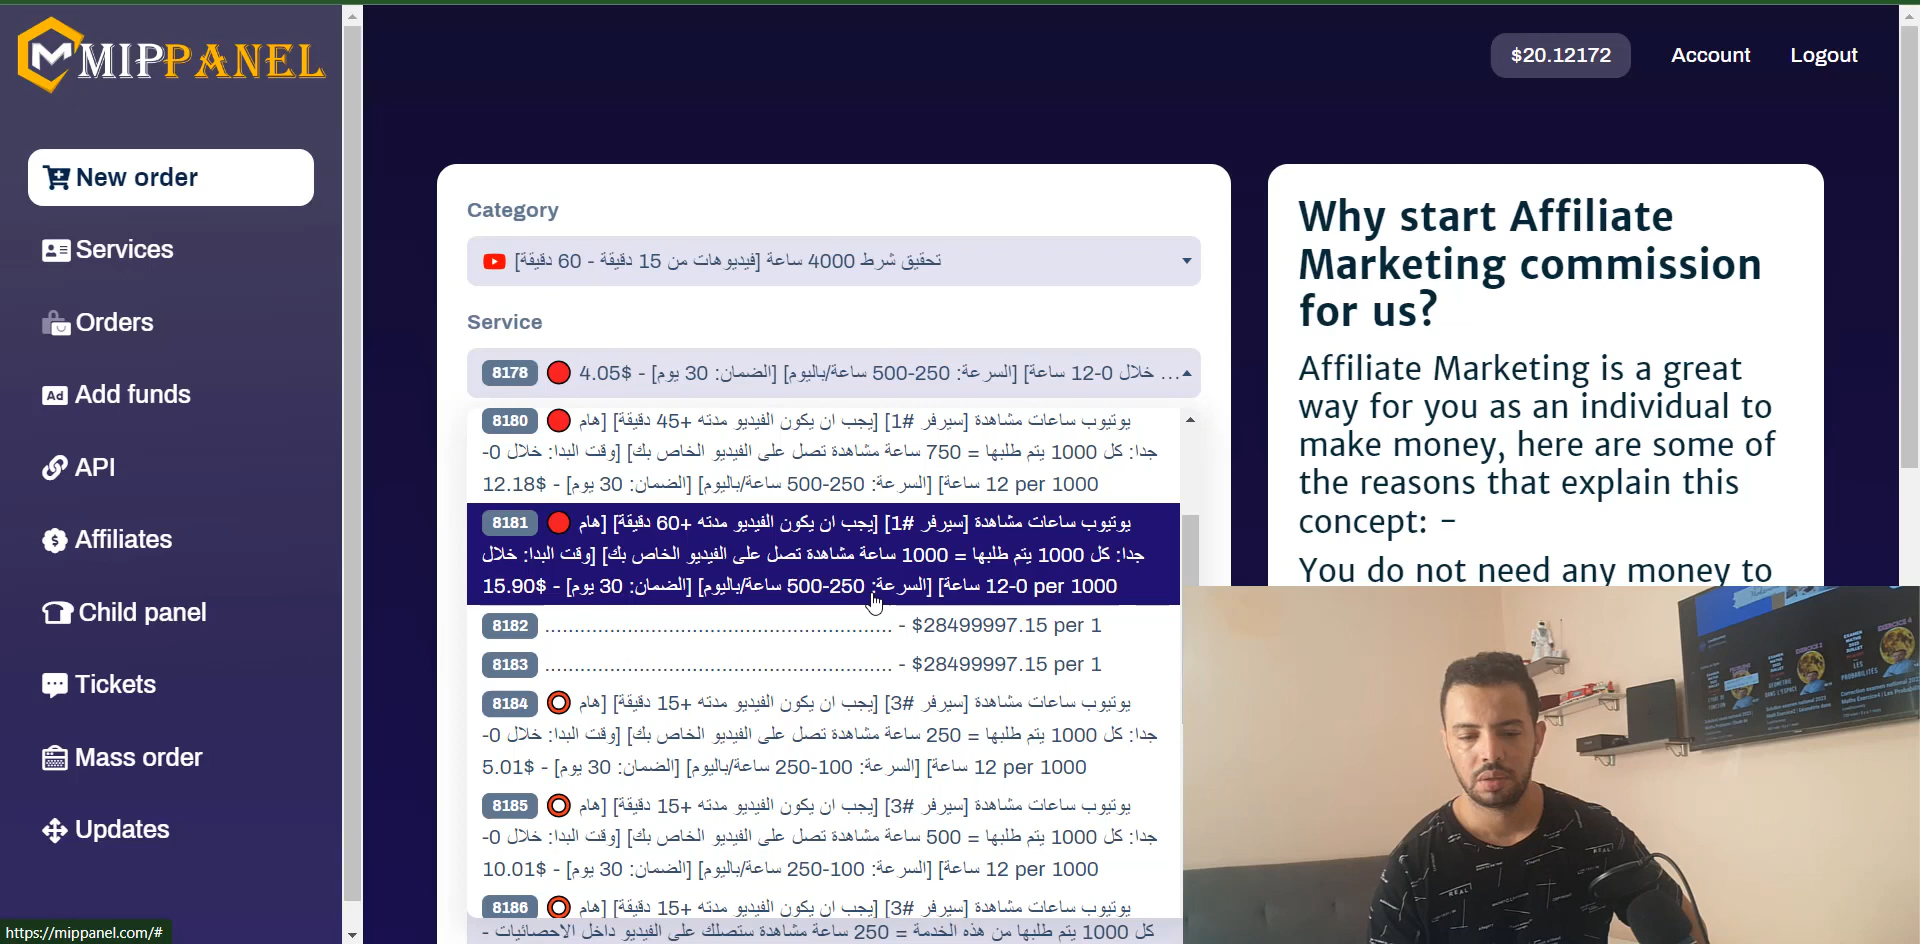 MIPPANEL
$20.12172
Account
Logout
New order
Services
Orders
Add funds
API
Affiliates
Child panel
Tickets
Mass order
Updates
Category
تحقيق شرط 4000 ساعة [فيديوهات من 15 دقيقة - 60 دقيقة]
Service
8178 ... خلال 0-12 ساعة] [السرعة: 250-500 ساعة/باليوم] [الضمان: 30 يوم] - 4.05$
8180 يوتيوب ساعات مشاهدة [سيرفر #1] [يجب ان يكون الفيديو مدته +45 دقيقة] [هام
جدا: كل 1000 يتم طلبها = 750 ساعة مشاهدة تصل على الفيديو الخاص بك] [وقت البدا: خلال 0-
12 ساعة] [السرعة: 250-500 ساعة/باليوم] [الضمان: 30 يوم] - 12.18$ per 1000
8181 يوتيوب ساعات مشاهدة [سيرفر #1] [يجب ان يكون الفيديو مدته +60 دقيقة] [هام
جدا: كل 1000 يتم طلبها = 1000 ساعة مشاهدة تصل على الفيديو الخاص بك] [وقت البدا: خلال
0-12 ساعة] [السرعة: 250-500 ساعة/باليوم] [الضمان: 30 يوم] - 15.90$ per 1000
8182 .......................................................... - $28499997.15 per 1
8183 .......................................................... - $28499997.15 per 1
8184 يوتيوب ساعات مشاهدة [سيرفر #3] [يجب ان يكون الفيديو مدته +15 دقيقة] [هام
جدا: كل 1000 يتم طلبها = 250 ساعة مشاهدة تصل على الفيديو الخاص بك] [وقت البدا: خلال 0-
12 ساعة] [السرعة: 100-250 ساعة/باليوم] [الضمان: 30 يوم] - 5.01$ per 1000
8185 يوتيوب ساعات مشاهدة [سيرفر #3] [يجب ان يكون الفيديو مدته +15 دقيقة] [هام
جدا: كل 1000 يتم طلبها = 500 ساعة مشاهدة تصل على الفيديو الخاص بك] [وقت البدا: خلال 0-
12 ساعة] [السرعة: 100-250 ساعة/باليوم] [الضمان: 30 يوم] - 10.01$ per 1000
8186 يوتيوب ساعات مشاهدة [سيرفر #3] [يجب ان يكون الفيديو مدته +15 دقيقة] [هام
كل 1000 يتم طلبها من هذه الخدمة = 250 ساعة مشاهدة ستصلك على الفيديو داخل الاحصائيات -
Why start Affiliate
Marketing commission
for us?
Affiliate Marketing is a great
way for you as an individual to
make money, here are some of
the reasons that explain this
concept: -
You do not need any money to
https://mippanel.com/#